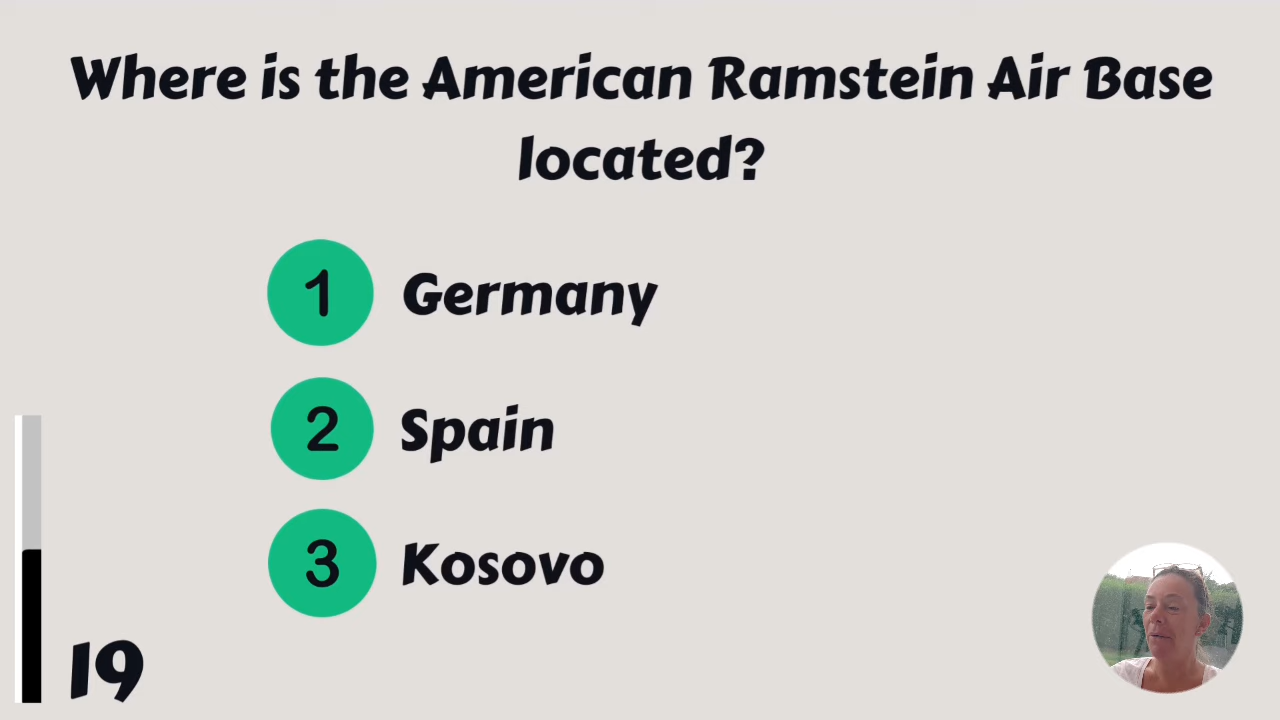 Where is the American Ramstein Air Base
located?
1 Germany
2 Spain
3 Kosovo
19